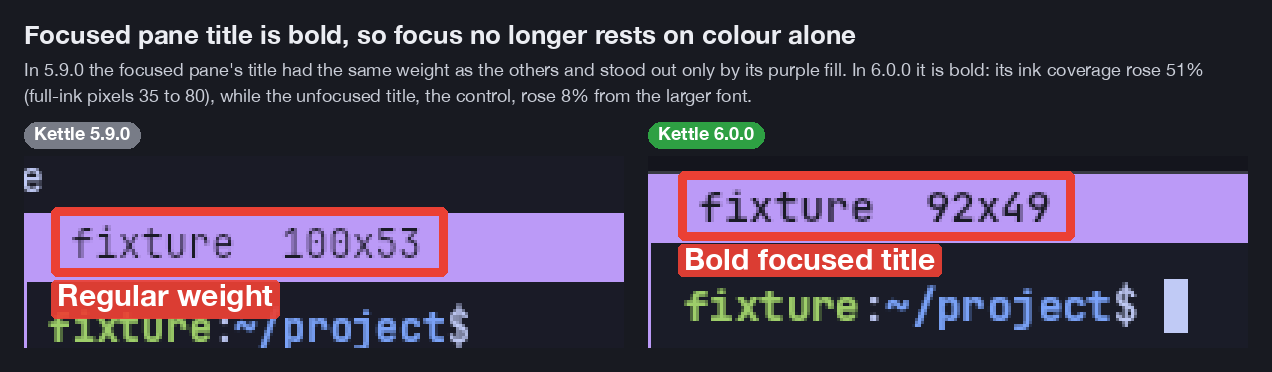 Focused pane title is bold, so focus no longer rests on colour alone
In 5.9.0 the focused pane's title had the same weight as the others and stood out only by its purple fill. In 6.0.0 it is bold: its ink coverage rose 51%
(full-ink pixels 35 to 80), while the unfocused title, the control, rose 8% from the larger font.
Kettle 5.9.0
e
fixture 100x53
Regular weight
fixture:~/project$
Kettle 6.0.0
fixture 92x49
Bold focused title
fixture:~/project$